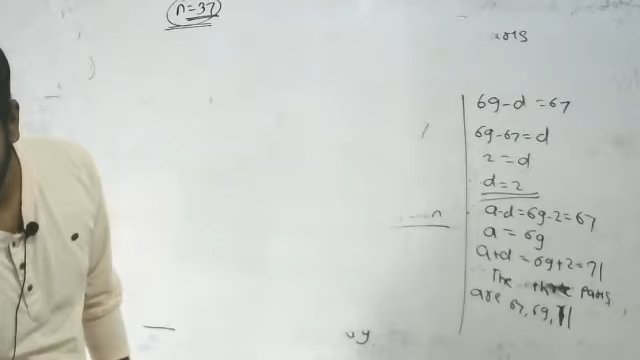 n=37
69-d=67
69-67=d
2=d
d=2
n
a-d=69-2=67
a=69
a+d=69+2=71
The three Parts
are 67,69,71